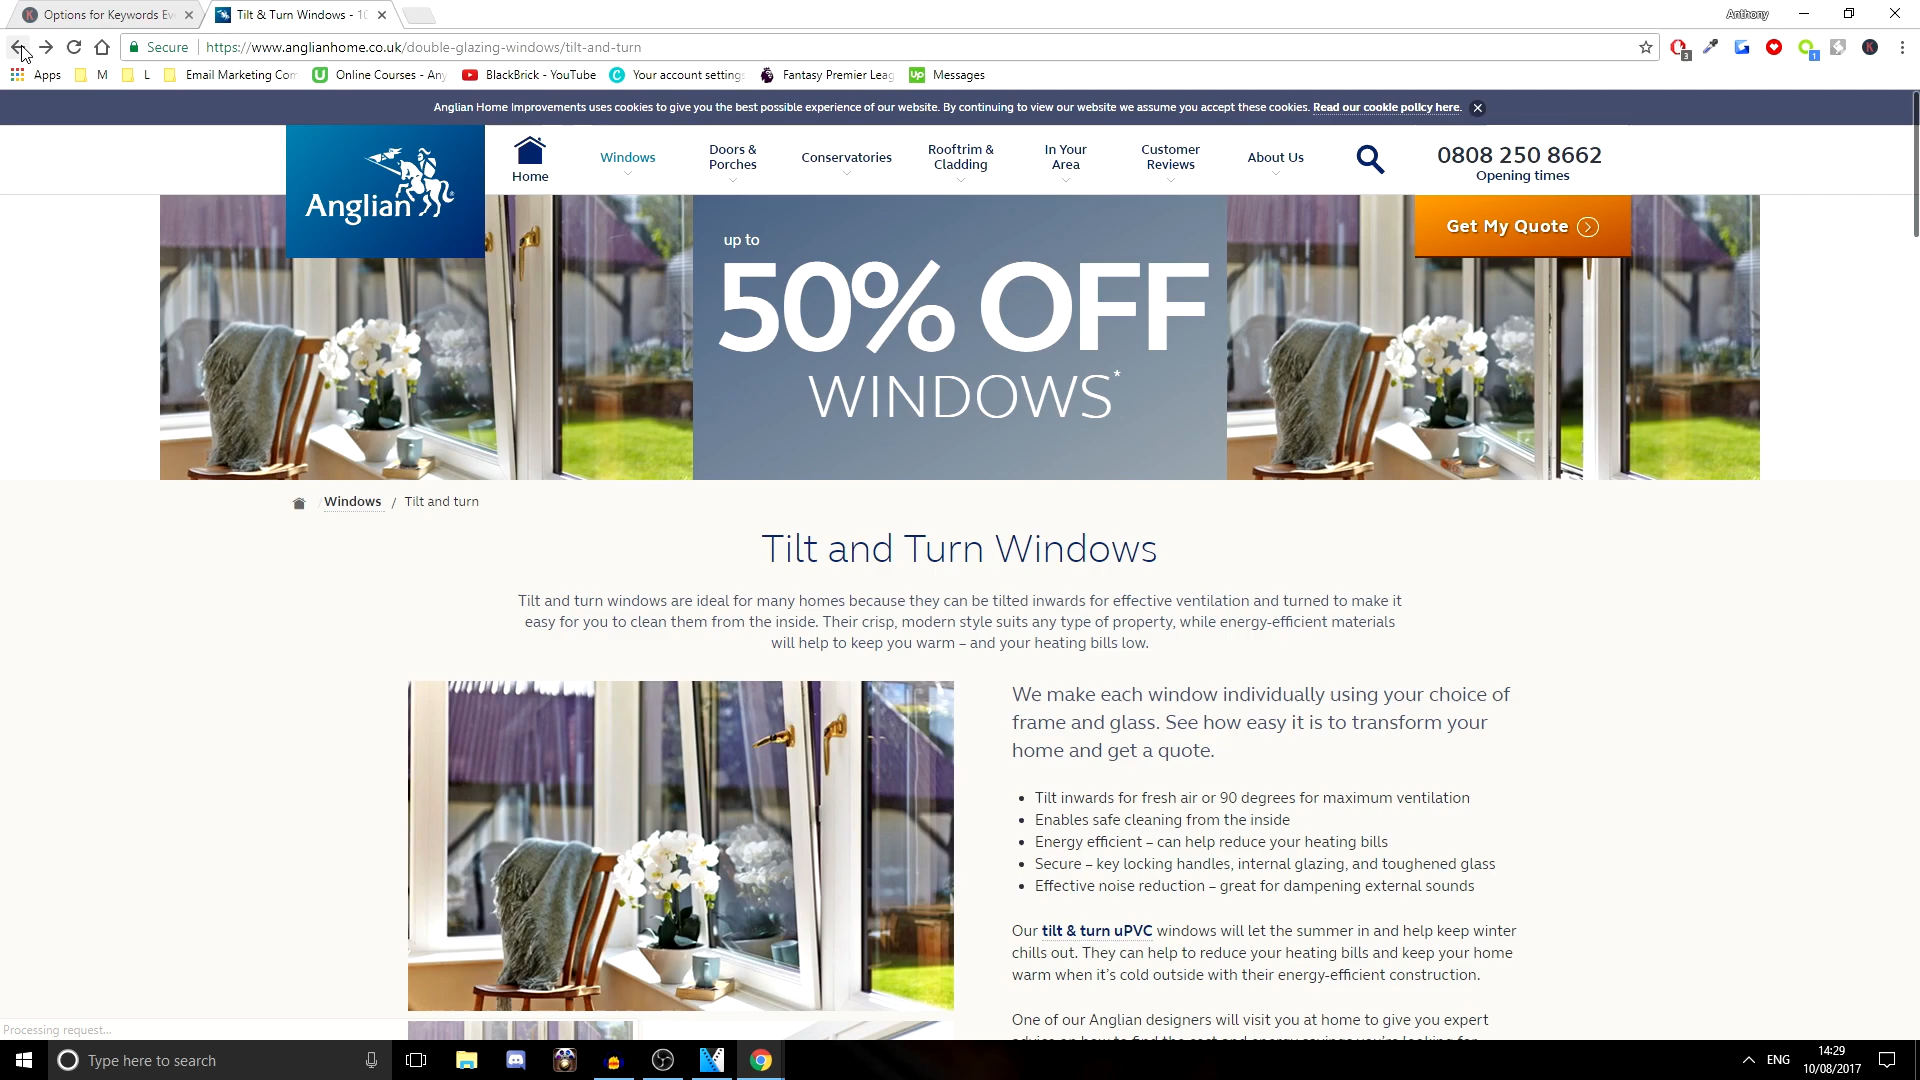 Options for Keywords Ev
Tilt & Turn Windows - 10
Anthony
Secure
https://www.anglianhome.co.uk/double-glazing-windows/tilt-and-turn
3
1
Apps
M
L
Email Marketing Con
Online Courses - Any
BlackBrick - YouTube
Your account settings
Fantasy Premier Leag
Messages
Anglian Home Improvements uses cookies to give you the best possible experience of our website. By continuing to view our website we assume you accept these cookies. Read our cookie policy here.
Anglian
Home
Windows
Doors &
Porches
Conservatories
Rooftrim &
Cladding
In Your
Area
Customer
Reviews
About Us
0808 250 8662
Opening times
Get My Quote
up to
50% OFF
WINDOWS*
Windows / Tilt and turn
Tilt and Turn Windows
Tilt and turn windows are ideal for many homes because they can be tilted inwards for effective ventilation and turned to make it
easy for you to clean them from the inside. Their crisp, modern style suits any type of property, while energy-efficient materials
will help to keep you warm – and your heating bills low.
We make each window individually using your choice of
frame and glass. See how easy it is to transform your
home and get a quote.
Tilt inwards for fresh air or 90 degrees for maximum ventilation
Enables safe cleaning from the inside
Energy efficient – can help reduce your heating bills
Secure – key locking handles, internal glazing, and toughened glass
Effective noise reduction – great for dampening external sounds
Our tilt & turn uPVC windows will let the summer in and help keep winter
chills out. They can help to reduce your heating bills and keep your home
warm when it's cold outside with their energy-efficient construction.
One of our Anglian designers will visit you at home to give you expert
Processing request...
Type here to search
ENG
14:29
10/08/2017